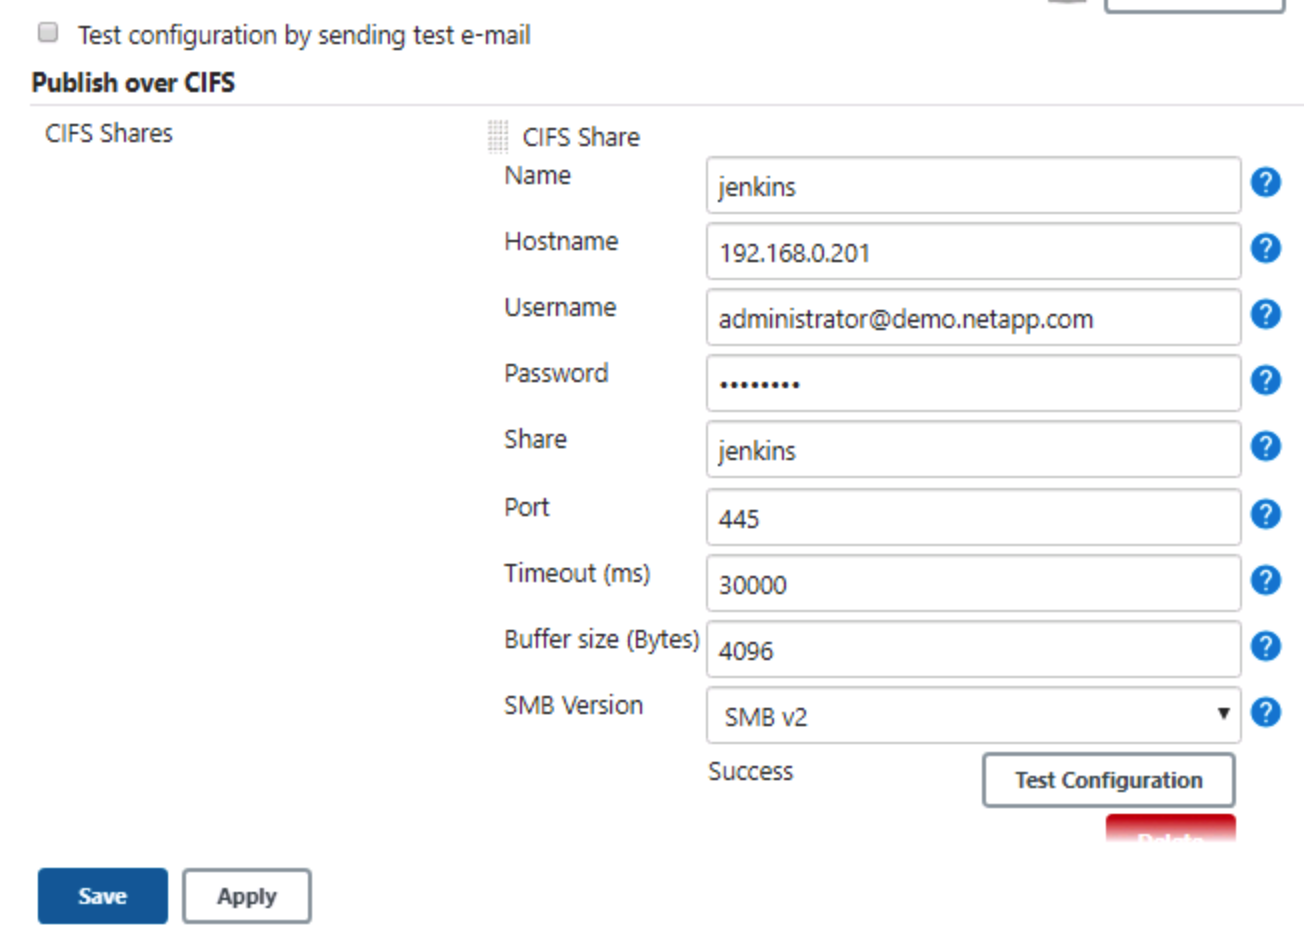 Test configuration by sending test e-mail
Publish over CIFS
CIFS Shares
CIFS Share
Name
jenkins
?
Hostname
192.168.0.201
?
Username
administrator@demo.netapp.com
?
Password
••••••••
?
Share
jenkins
?
Port
445
?
Timeout (ms)
30000
?
Buffer size (Bytes)
4096
?
SMB Version
SMB v2
?
Success
Test Configuration
Delete
Save
Apply